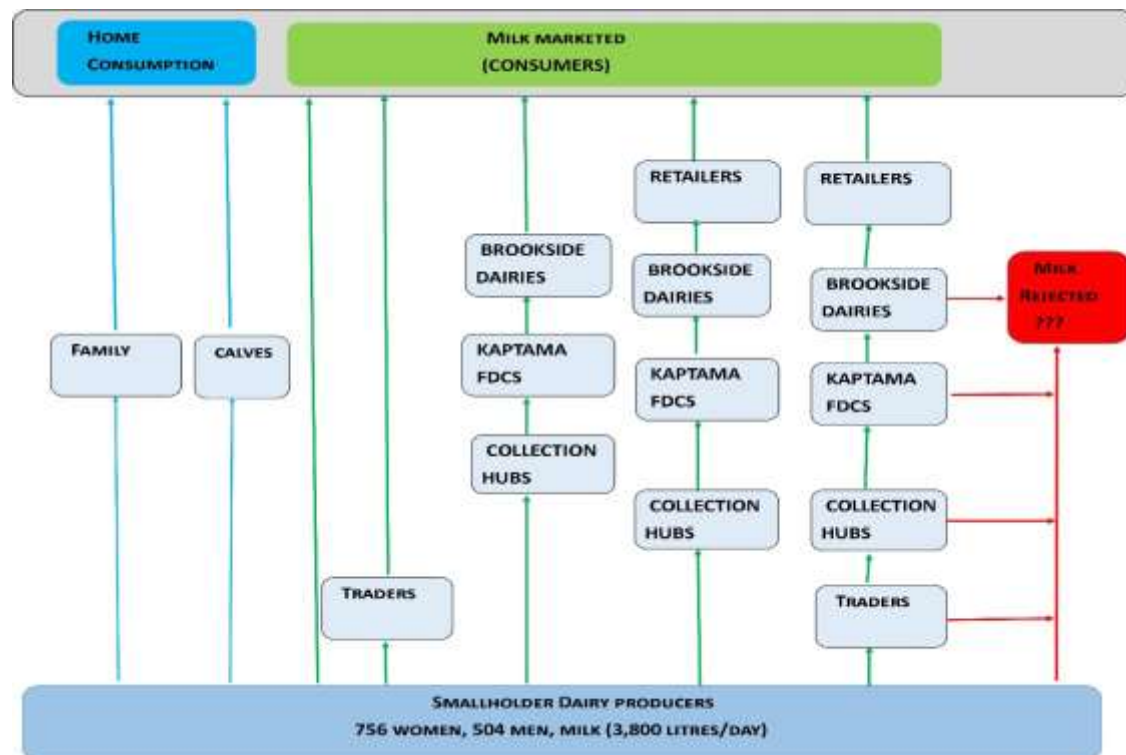 HOME
CONSUMPTION
MILK MARKETED
(CONSUMERS)
RETAILERS
RETAILERS
BROOKSIDE
DAIRIES
BROOKSIDE
DAIRIES
BROOKSIDE
DAIRIES
MILK
REJECTED
???
FAMILY
CALVES
KAPTAMA
FDCS
KAPTAMA
FDCS
KAPTAMA
FDCS
COLLECTION
HUBS
COLLECTION
HUBS
COLLECTION
HUBS
TRADERS
TRADERS
SMALLHOLDER DAIRY PRODUCERS
756 WOMEN, 504 MEN, MILK (3,800 LITRES/DAY)